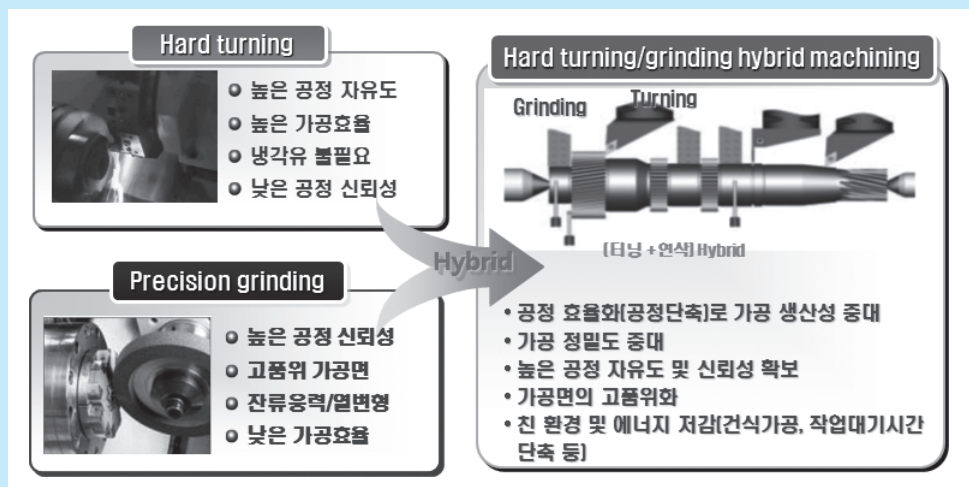 Hard turning
높은 공정 자유도
높은 가공효율
냉각유 불필요
낮은 공정 신뢰성
Precision grinding
높은 공정 신뢰성
고품위 가공면
잔류응력/열변형
낮은 가공효율
Hybrid
Hard turning/grinding hybrid machining
Grinding
Turning
(터닝 + 연삭) Hybrid
• 공정 효율화(공정단축)로 가공 생산성 증대
• 가공 정밀도 증대
• 높은 공정 자유도 및 신뢰성 확보
• 가공면의 고품위화
• 친 환경 및 에너지 저감(건식가공, 작업대기시간
단축 등)